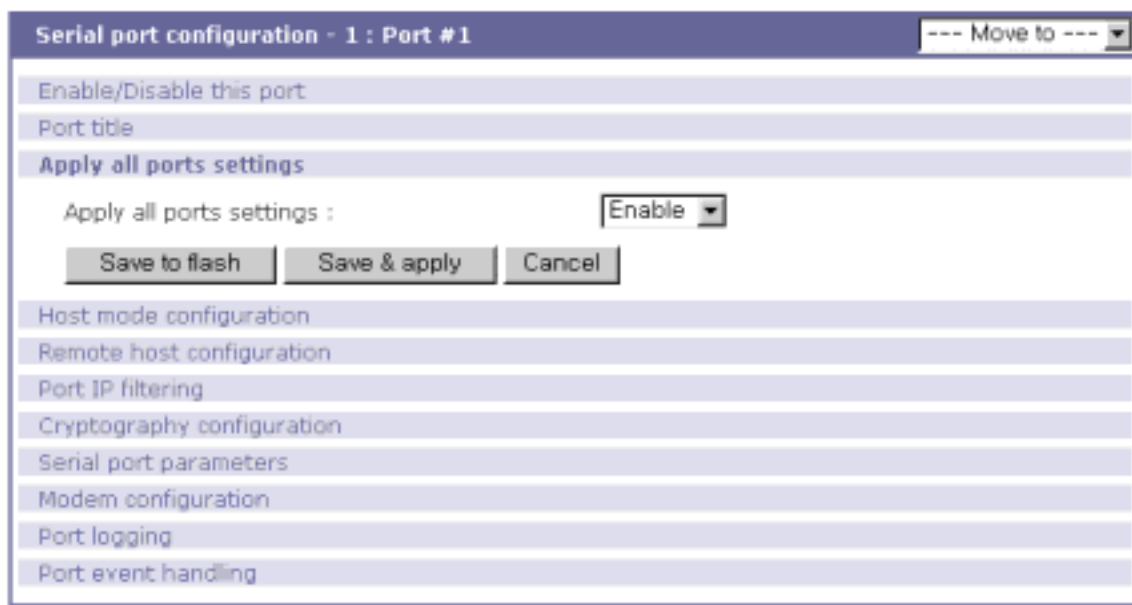 Serial port configuration - 1 : Port #1 --- Move to ---
Enable/Disable this port
Port title
Apply all ports settings
Apply all ports settings : Enable
Save to flash Save & apply Cancel
Host mode configuration
Remote host configuration
Port IP filtering
Cryptography configuration
Serial port parameters
Modem configuration
Port logging
Port event handling